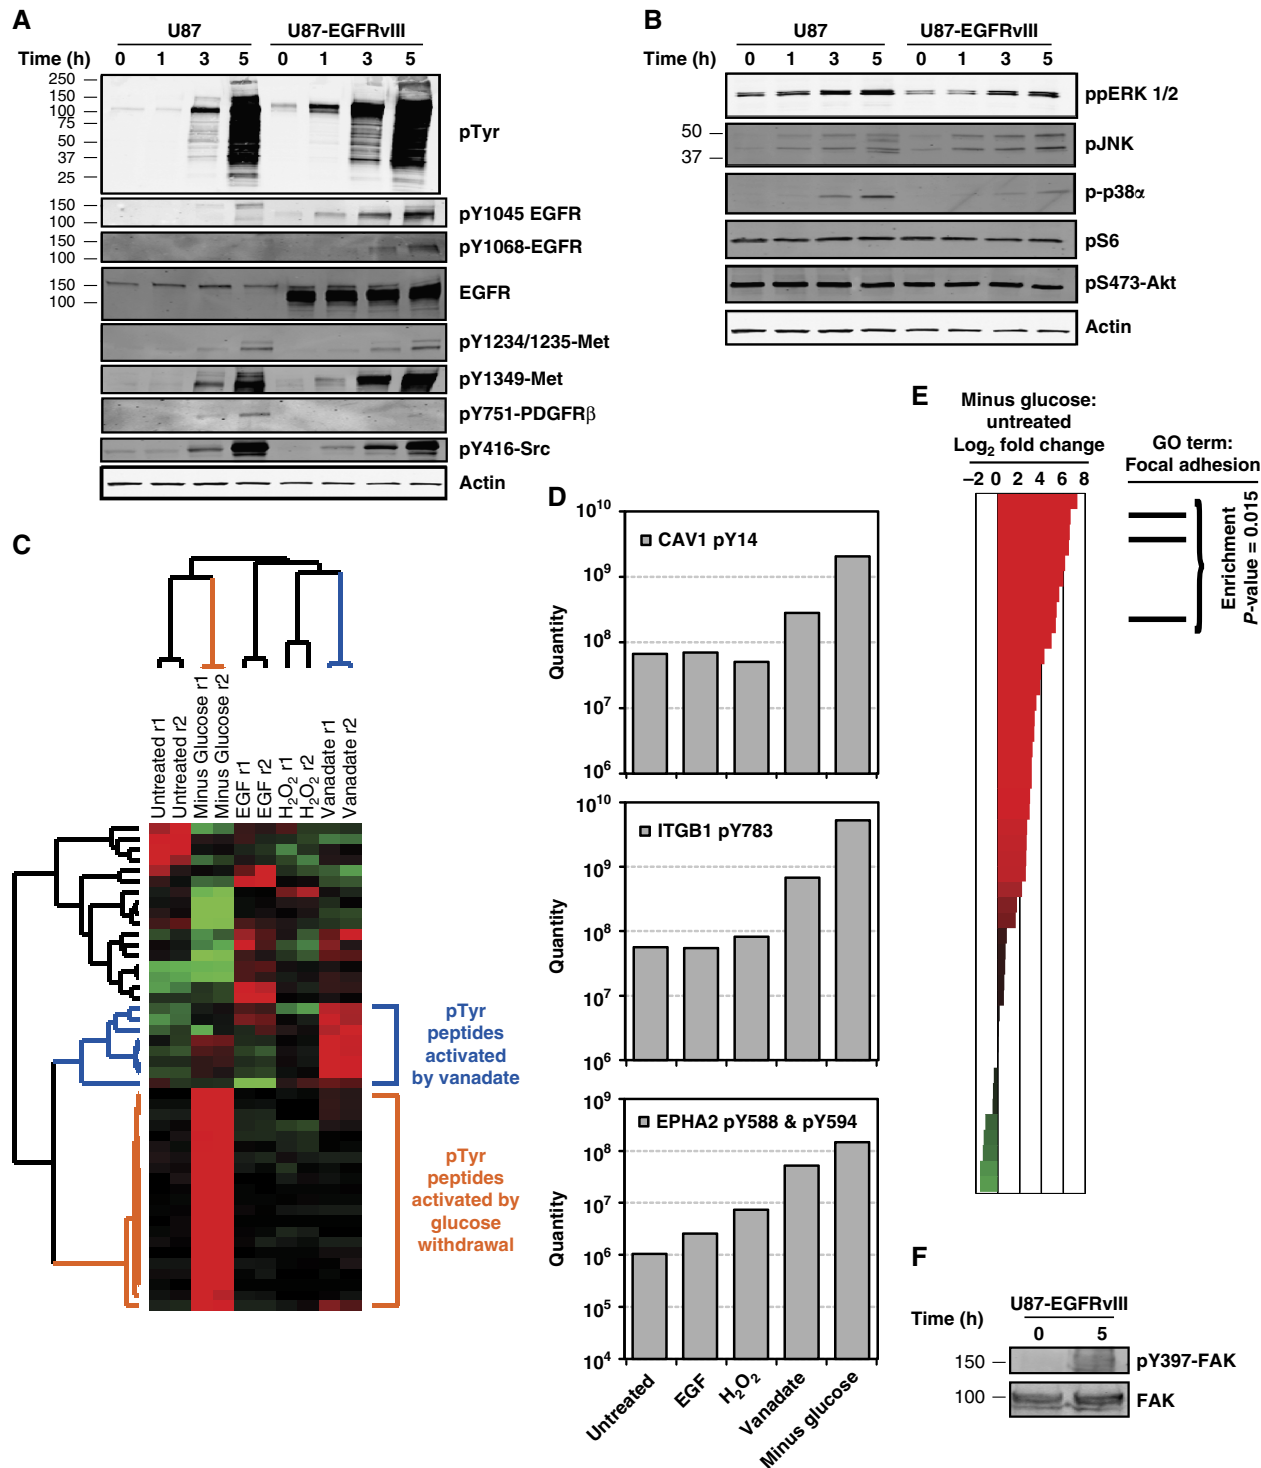 A
U87 U87-EGFRvIII
Time (h) 0 1 3 5 0 1 3 5
250
150
100
75
50
37
25
pTyr
150
100
pY1045 EGFR
150
100
pY1068-EGFR
150
100
EGFR
pY1234/1235-Met
pY1349-Met
pY751-PDGFRβ
pY416-Src
Actin
B
U87 U87-EGFRvIII
Time (h) 0 1 3 5 0 1 3 5
ppERK 1/2
50
37
pJNK
p-p38α
pS6
pS473-Akt
Actin
C
Untreated r1
Untreated r2
Minus Glucose r1
Minus Glucose r2
EGF r1
EGF r2
H2O2 r1
H2O2 r2
Vanadate r1
Vanadate r2
pTyr
peptides
activated
by vanadate
pTyr
peptides
activated by
glucose
withdrawal
D
Quantity
10^10
10^9
10^8
10^7
10^6
CAV1 pY14
Quantity
10^10
10^9
10^8
10^7
10^6
ITGB1 pY783
Quantity
10^9
10^8
10^7
10^6
10^5
10^4
EPHA2 pY588 & pY594
Untreated
EGF
H2O2
Vanadate
Minus glucose
E
Minus glucose:
untreated
Log2 fold change
–2 0 2 4 6 8
GO term:
Focal adhesion
Enrichment
P-value = 0.015
F
U87-EGFRvIII
Time (h) 0 5
150
pY397-FAK
100
FAK